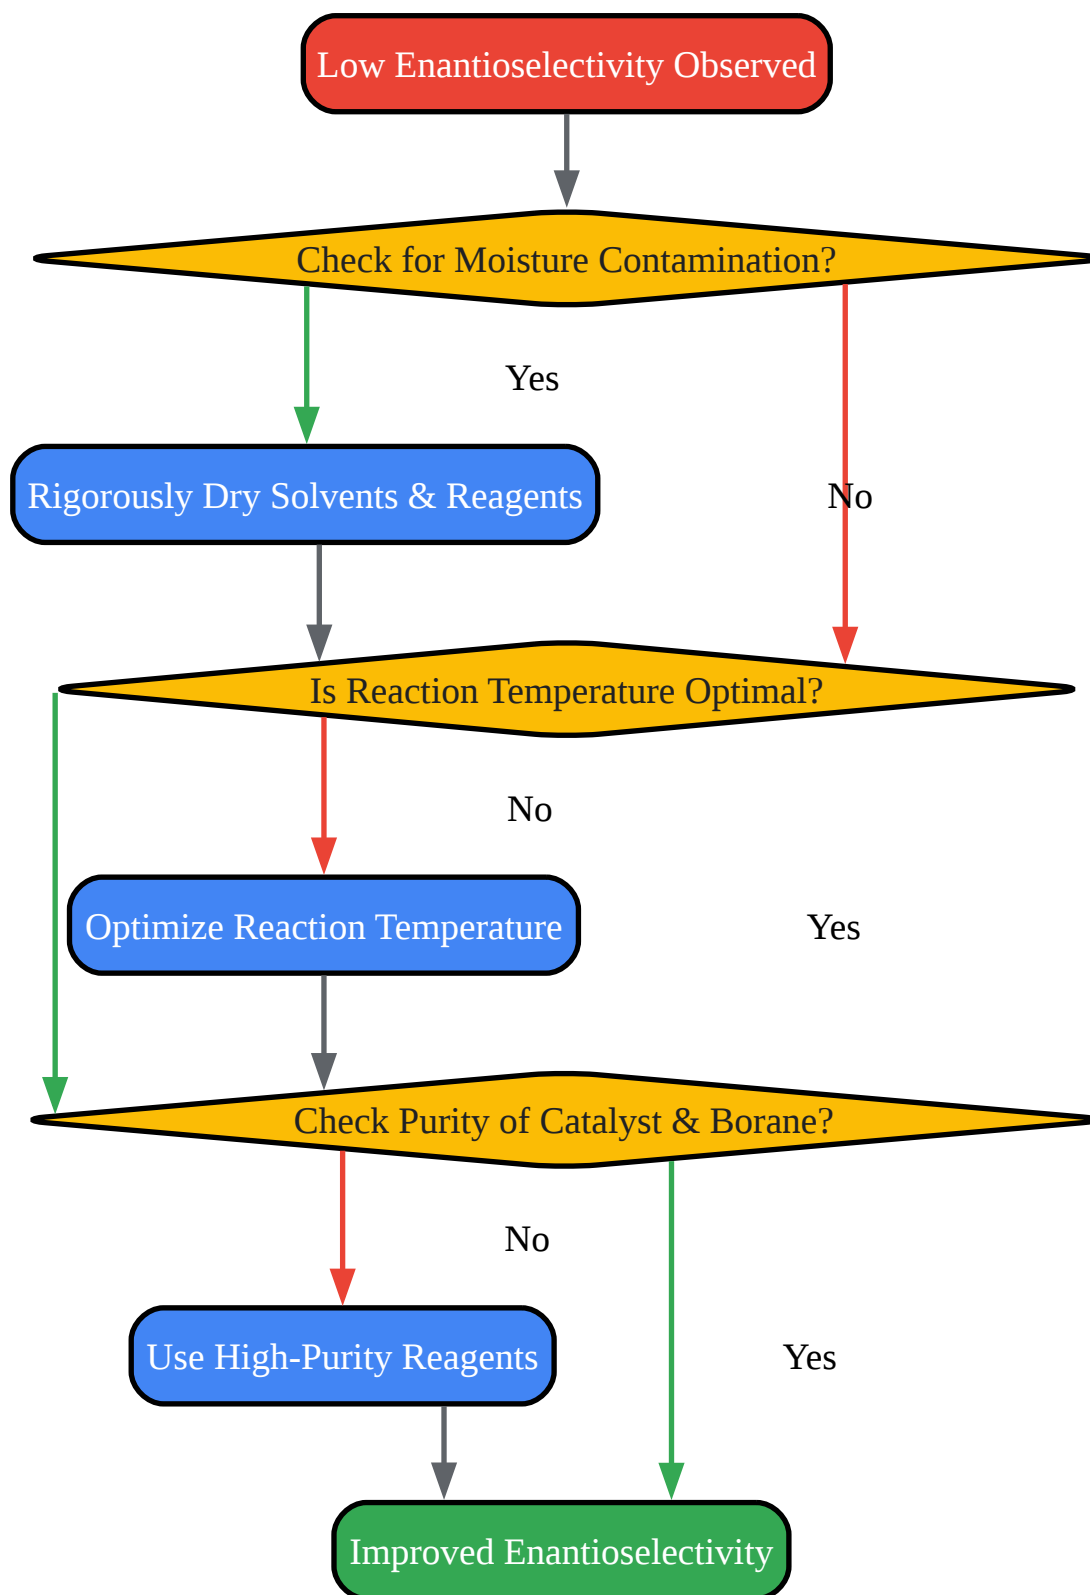 Low Enantioselectivity Observed
Check for Moisture Contamination?
Yes
Rigorously Dry Solvents & Reagents
No
Is Reaction Temperature Optimal?
No
Optimize Reaction Temperature
Yes
Check Purity of Catalyst & Borane?
No
Use High-Purity Reagents
Yes
Improved Enantioselectivity